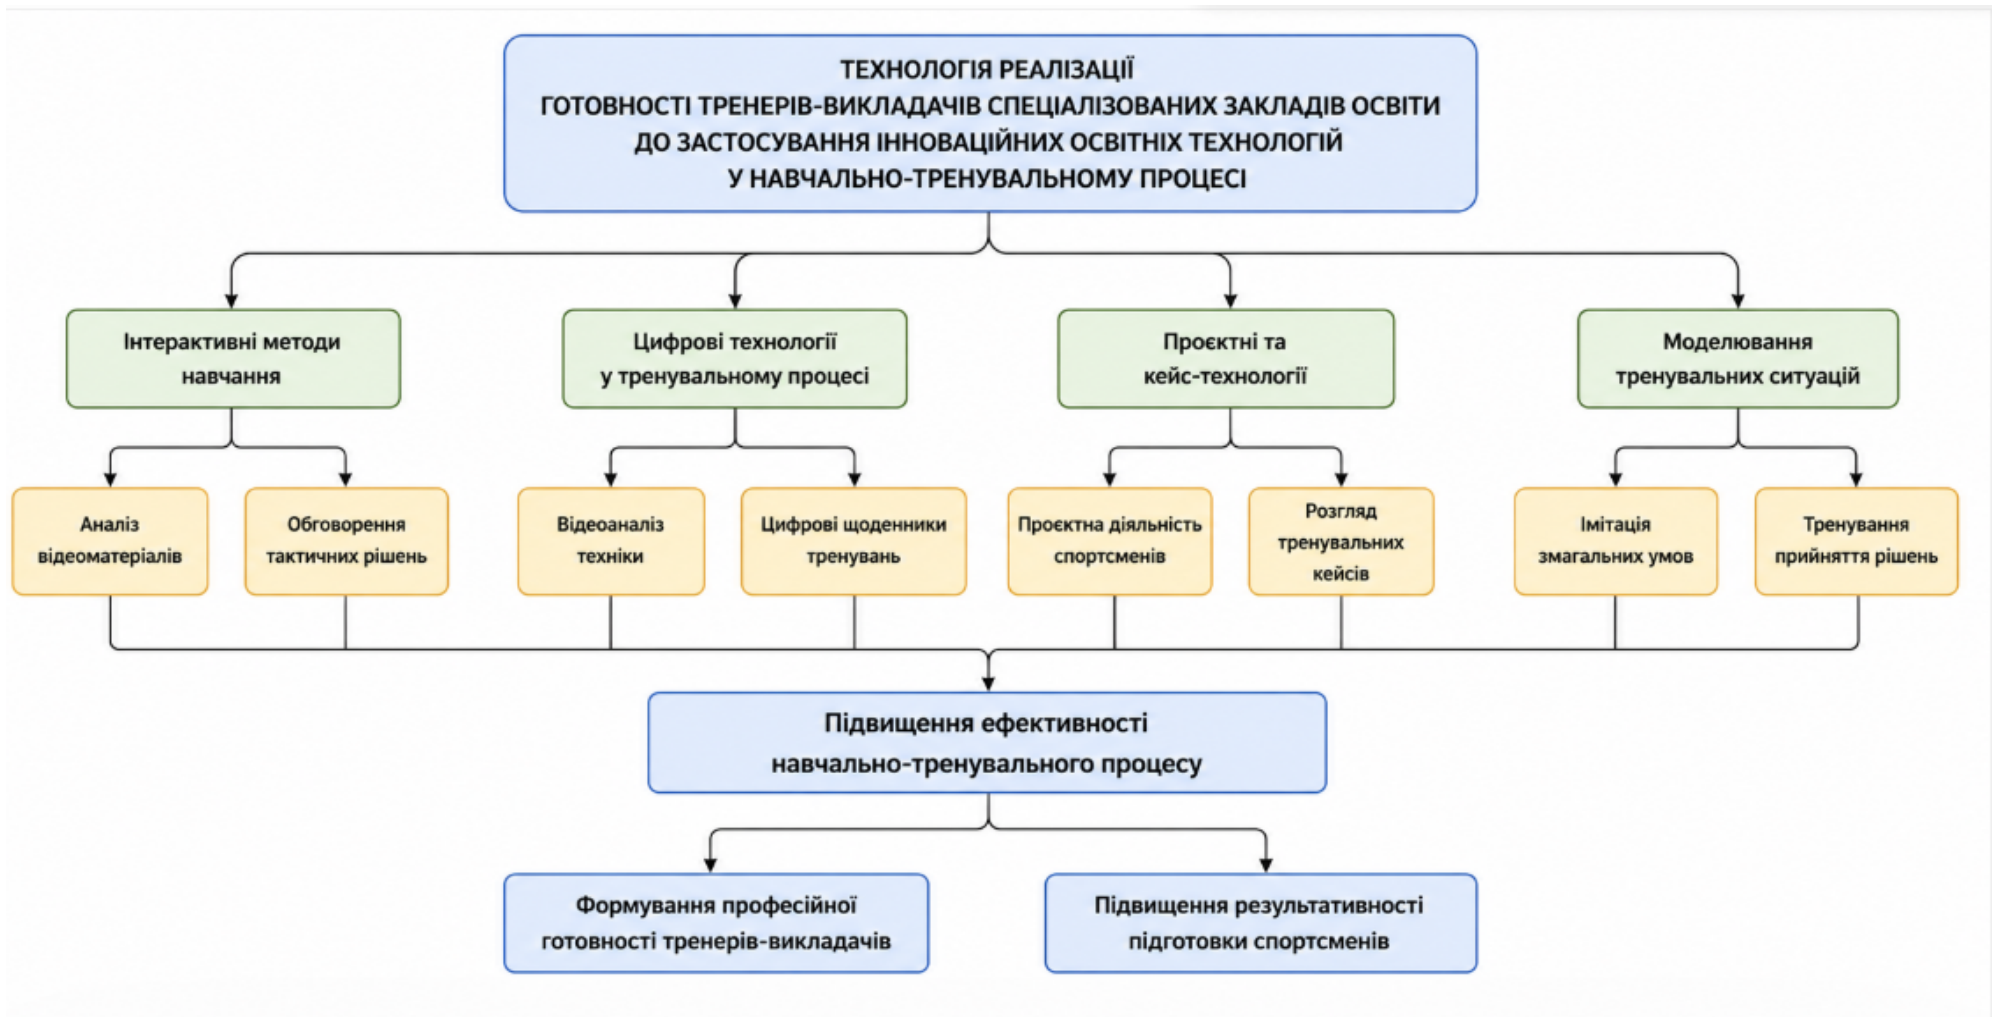 ТЕХНОЛОГІЯ РЕАЛІЗАЦІЇ
ГОТОВНОСТІ ТРЕНЕРІВ-ВИКЛАДАЧІВ СПЕЦІАЛІЗОВАНИХ ЗАКЛАДІВ ОСВІТИ
ДО ЗАСТОСУВАННЯ ІННОВАЦІЙНИХ ОСВІТНІХ ТЕХНОЛОГІЙ
У НАВЧАЛЬНО-ТРЕНУВАЛЬНОМУ ПРОЦЕСІ
Інтерактивні методи
навчання
Цифрові технології
у тренувальному процесі
Проєктні та
кейс-технології
Моделювання
тренувальних ситуацій
Аналіз
відеоматеріалів
Обговорення
тактичних рішень
Відеоаналіз
техніки
Цифрові щоденники
тренувань
Проєктна діяльність
спортсменів
Розгляд
тренувальних
кейсів
Імітація
змагальних умов
Тренування
прийняття рішень
Підвищення ефективності
навчально-тренувального процесу
Формування професійної
готовності тренерів-викладачів
Підвищення результативності
підготовки спортсменів